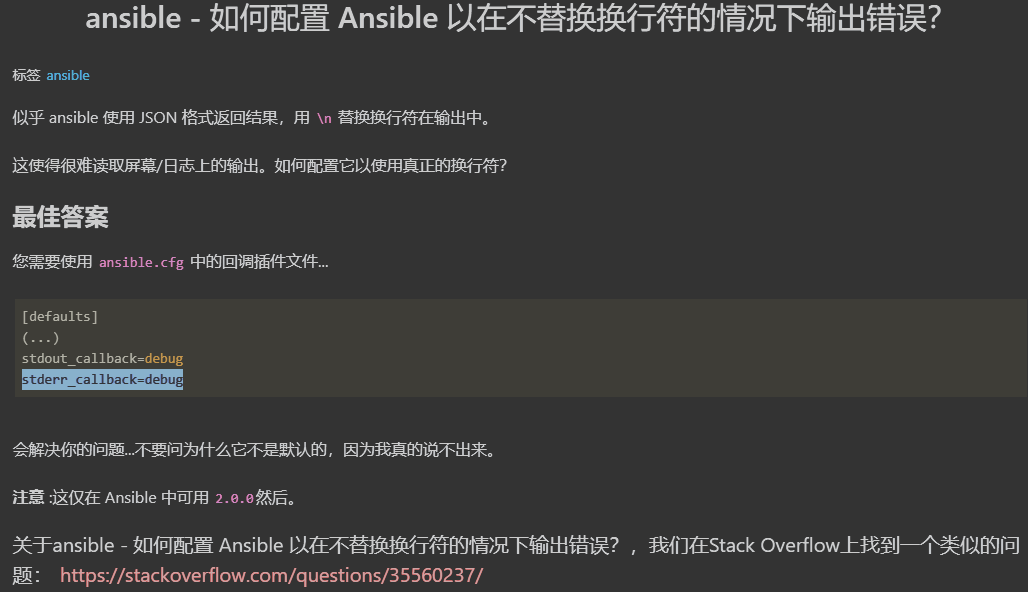 ansible - 如何配置 Ansible 以在不替换换行符的情况下输出错误？
标签 ansible
似乎 ansible 使用 JSON 格式返回结果，用 \n 替换换行符在输出中。
这使得很难读取屏幕/日志上的输出。如何配置它以使用真正的换行符？
最佳答案
您需要使用 ansible.cfg 中的回调插件文件...
[defaults]
(...)
stdout_callback=debug
stderr_callback=debug
会解决你的问题...不要问为什么它不是默认的，因为我真的说不出来。
注意 :这仅在 Ansible 中可用 2.0.0然后。
关于ansible - 如何配置 Ansible 以在不替换换行符的情况下输出错误？，我们在Stack Overflow上找到一个类似的问
题： https://stackoverflow.com/questions/35560237/